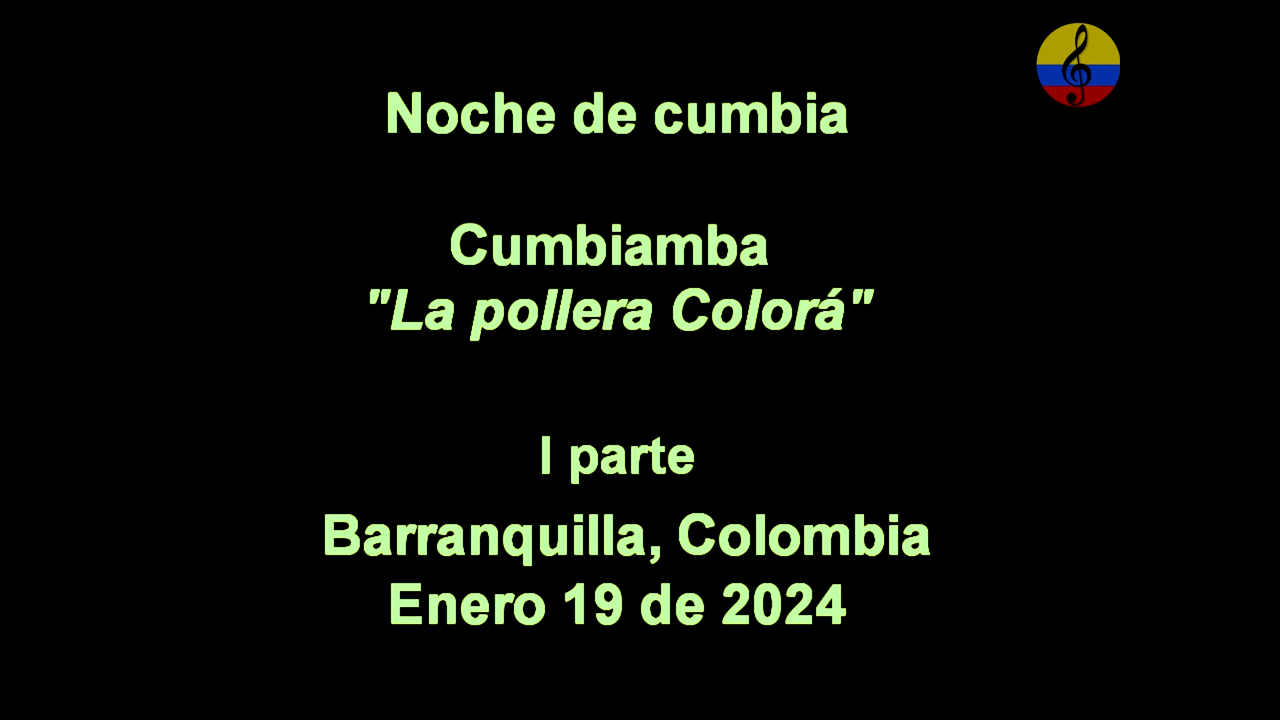 Noche de cumbia
Cumbiamba
"La pollera Colorá"
I parte
Barranquilla, Colombia
Enero 19 de 2024